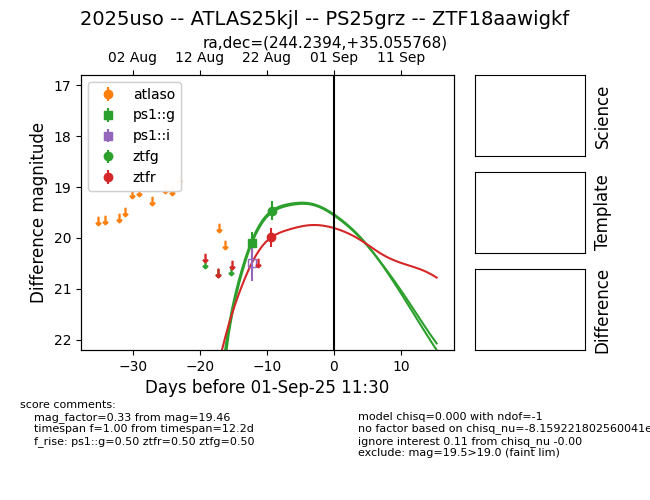 2025uso -- ATLAS25kjl -- PS25grz -- ZTF18aawigkf
ra,dec=(244.2394,+35.055768)
02 Aug 12 Aug 22 Aug 01 Sep 11 Sep
17
18
19
20
21
22
Difference magnitude
atlaso
ps1::g
ps1::i
ztfg
ztfr
−30 −20 −10 0 10
Days before 01-Sep-25 11:30
Science
Template
Difference
score comments:
mag_factor=0.33 from mag=19.46
timespan f=1.00 from timespan=12.2d
f_rise: ps1::g=0.50 ztfr=0.50 ztfg=0.50
model chisq=0.000 with ndof=-1
no factor based on chisq_nu=-8.159221802560041e
ignore interest 0.11 from chisq_nu -0.00
exclude: mag=19.5>19.0 (faint lim)